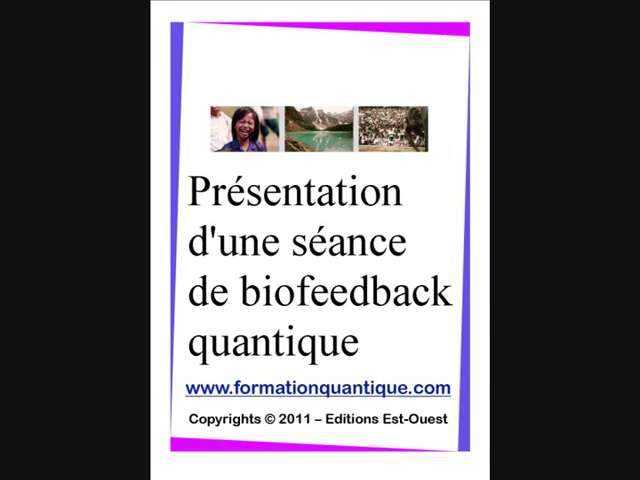 Présentation
d'une séance
de biofeedback
quantique
www.formationquantique.com
Copyrights © 2011 – Editions Est-Ouest